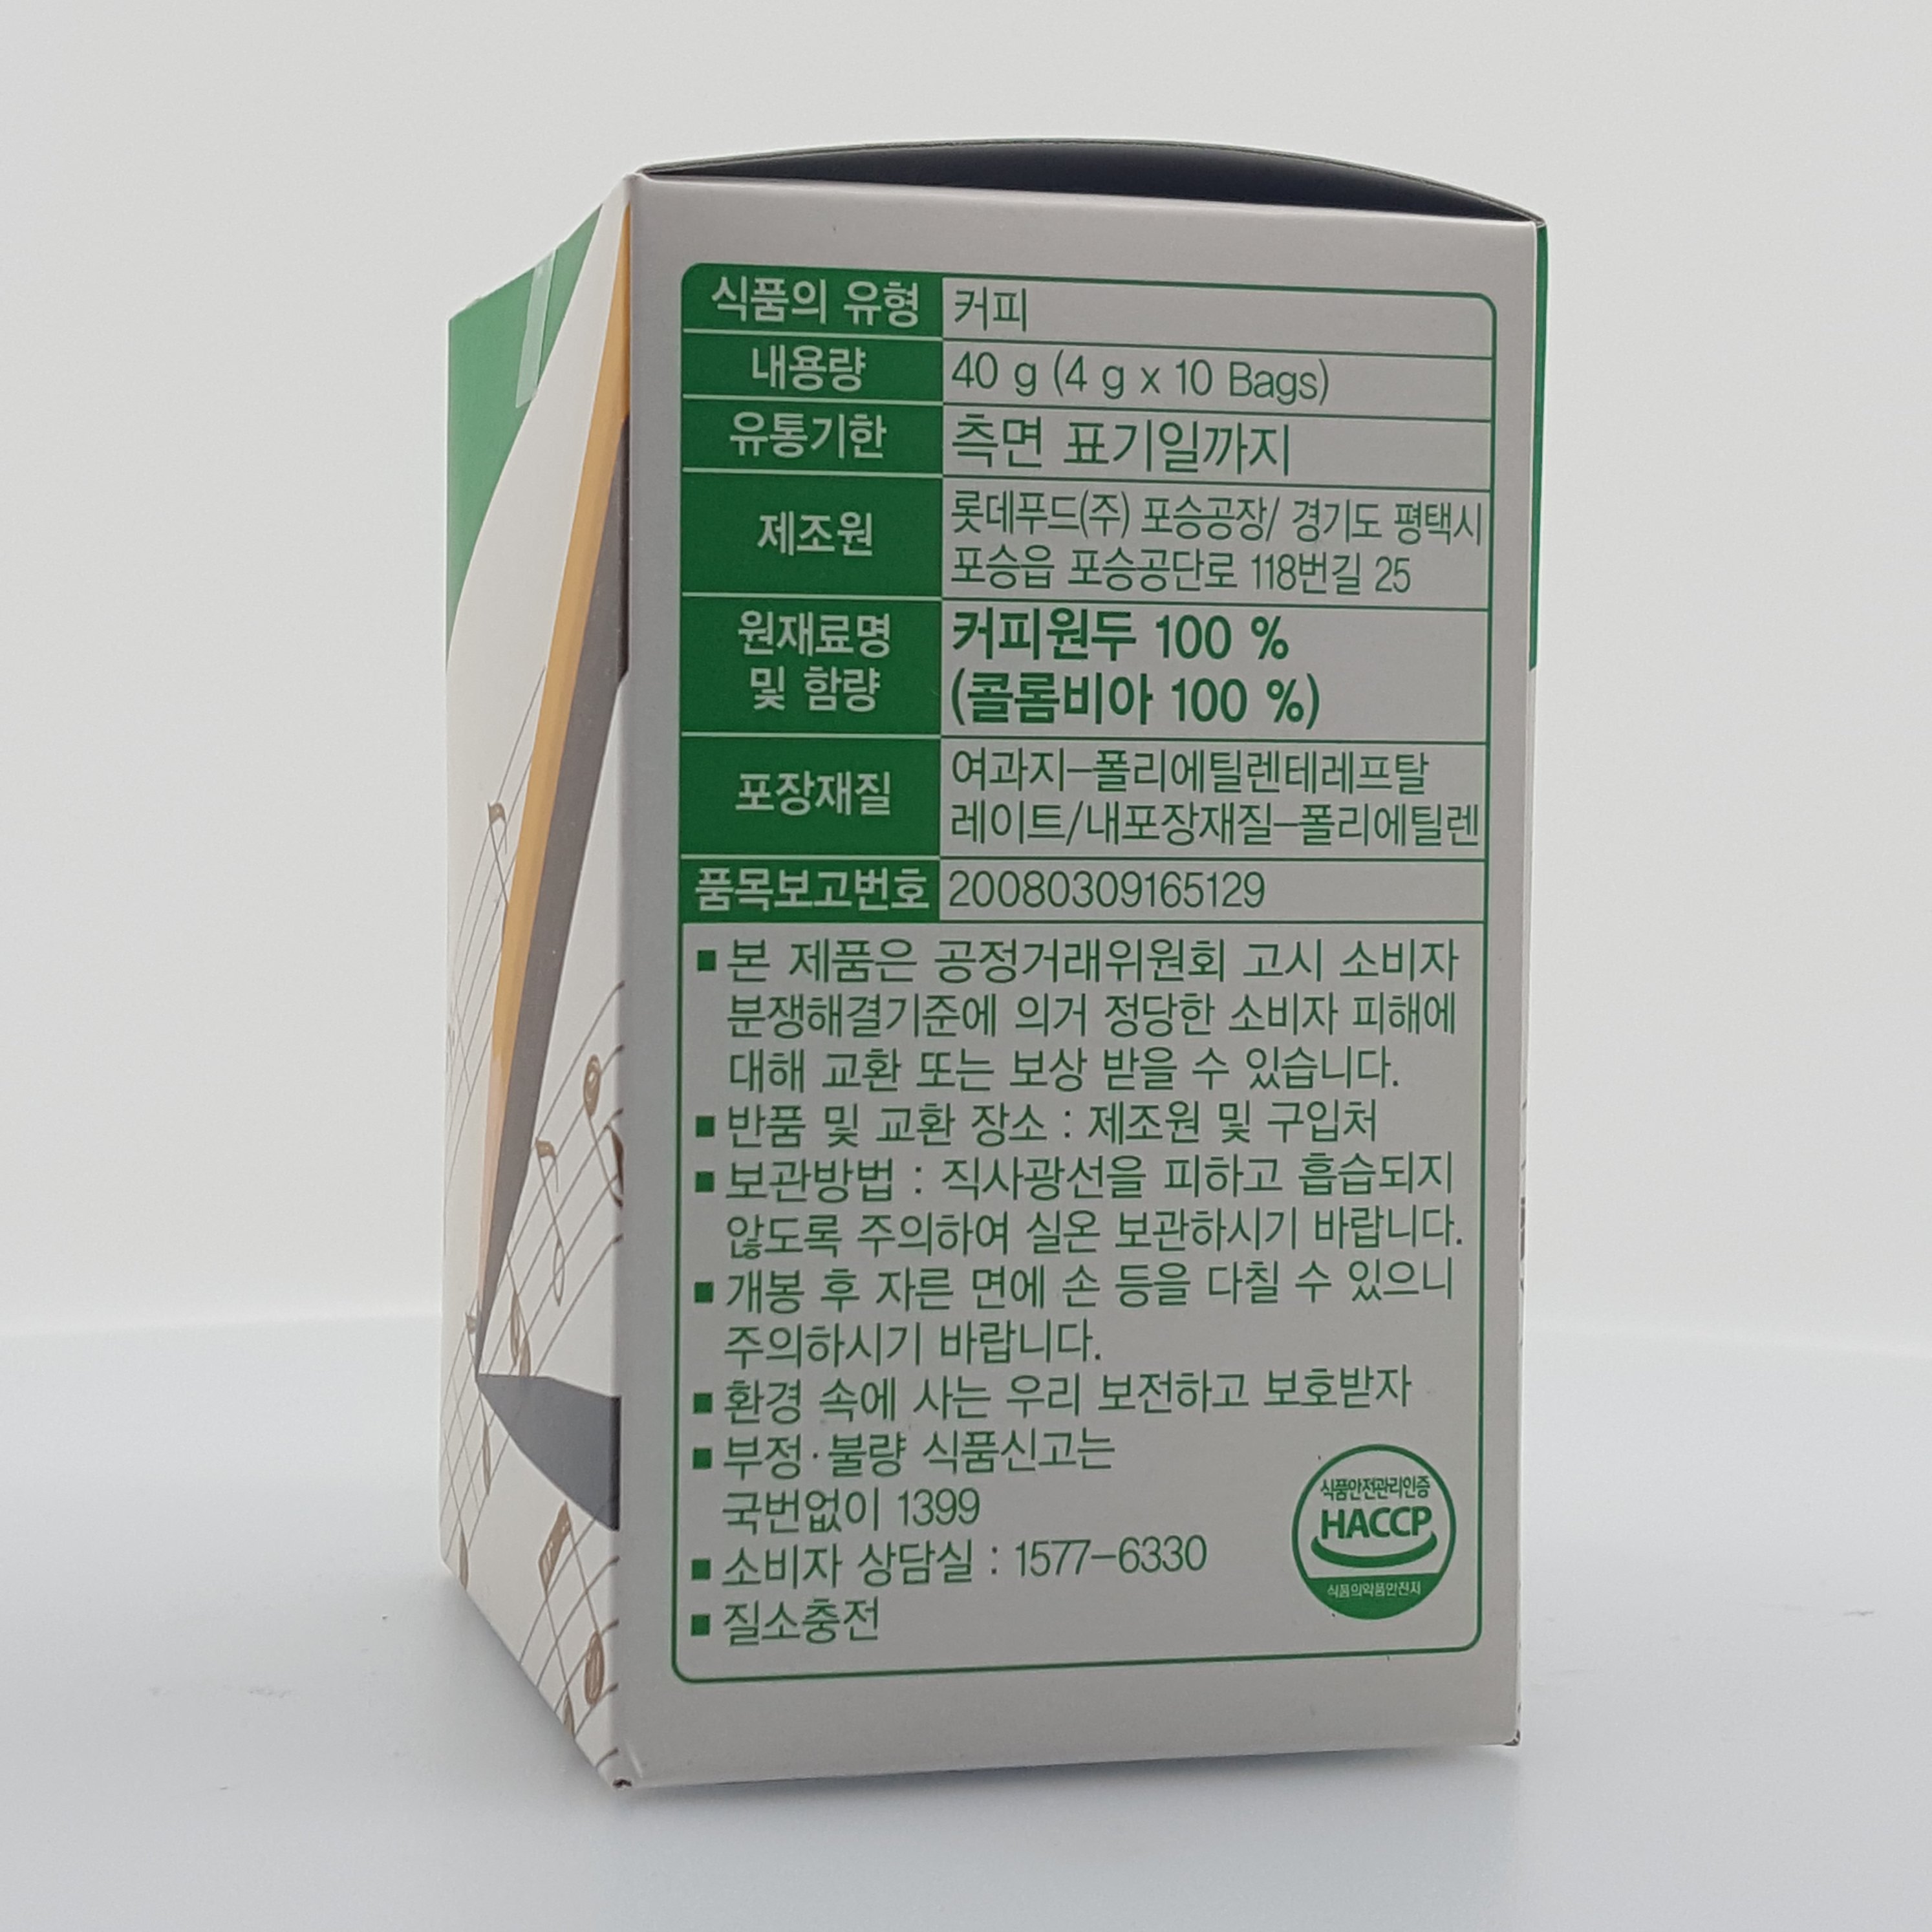 식품의 유형 커피
내용량 40 g (4 g x 10 Bags)
유통기한 측면 표기일까지
제조원 롯데푸드(주) 포승공장/ 경기도 평택시
포승읍 포승공단로 118번길 25
원재료명 커피원두 100 %
및 함량 (콜롬비아 100 %)
포장재질 여과지-폴리에틸렌테레프탈
레이트/내포장재질-폴리에틸렌
품목보고번호 20080309165129
■ 본 제품은 공정거래위원회 고시 소비자
분쟁해결기준에 의거 정당한 소비자 피해에
대해 교환 또는 보상 받을 수 있습니다.
■ 반품 및 교환 장소 : 제조원 및 구입처
■ 보관방법 : 직사광선을 피하고 흡습되지
않도록 주의하여 실온 보관하시기 바랍니다.
■ 개봉 후 자른 면에 손 등을 다칠 수 있으니
주의하시기 바랍니다.
■ 환경 속에 사는 우리 보전하고 보호받자
■ 부정·불량 식품신고는
국번없이 1399
■ 소비자 상담실 : 1577-6330
■ 질소충전
식품안전관리인증
HACCP
식품의약품안전처